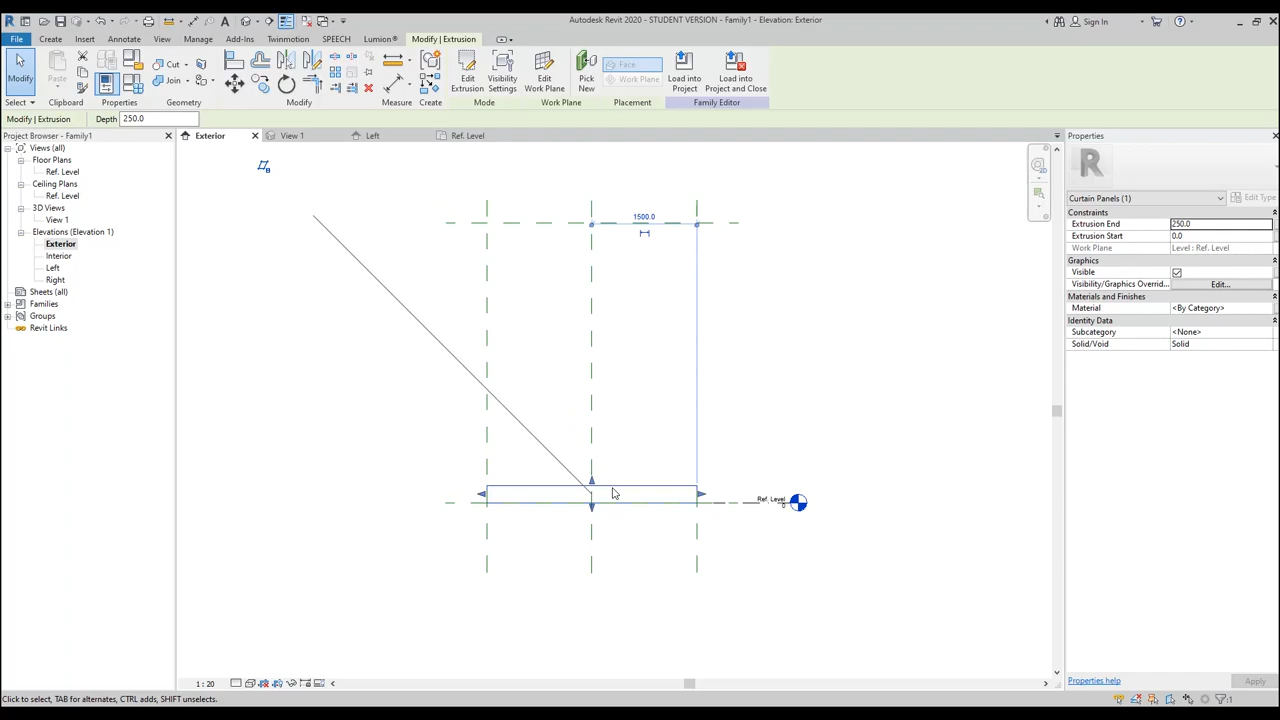 Autodesk Revit 2020 - STUDENT VERSION - Family1 - Elevation: Exterior
Sign In
File Create Insert Annotate View Manage Add-Ins Twinmotion SPEECH Lumion® Modify | Extrusion
Modify Paste Cut Join Edit Extrusion Visibility Settings Edit Work Plane Pick New Face Work Plane Load into Project Load into Project and Close
Select Clipboard Properties Geometry Modify Measure Create Mode Work Plane Placement Family Editor
Modify | Extrusion Depth 250.0
Project Browser - Family1
Exterior View 1 Left Ref. Level
Properties
Views (all)
Floor Plans
Ref. Level
Ceiling Plans
Ref. Level
3D Views
View 1
Elevations (Elevation 1)
Exterior
Interior
Left
Right
Sheets (all)
Families
Groups
Revit Links
2D
1500.0
Ref. Level
0
Curtain Panels (1) Edit Type
Constraints
Extrusion End 250.0
Extrusion Start 0.0
Work Plane Level : Ref. Level
Graphics
Visible
Visibility/Graphics Overrid... Edit...
Materials and Finishes
Material <By Category>
Identity Data
Subcategory <None>
Solid/Void Solid
Properties help Apply
1 : 20
Click to select, TAB for alternates, CTRL adds, SHIFT unselects.
:1